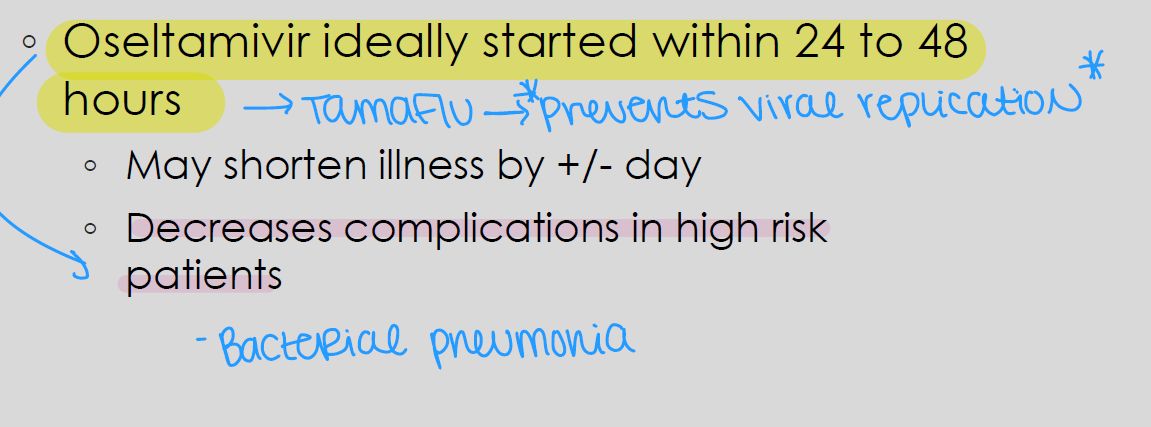 ◦ Oseltamivir ideally started within 24 to 48
hours → Tamaflu → *prevents viral replication*
◦ May shorten illness by +/- day
◦ Decreases complications in high risk
patients
- Bacterial pneumonia